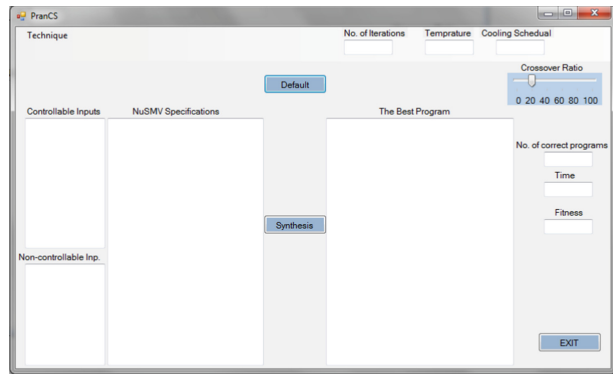 PranCS
Technique
No. of Iterations
Temprature
Cooling Schedual
Crossover Ratio
Default
0 20 40 60 80 100
Controllable Inputs
NuSMV Specifications
The Best Program
No. of correct programs
Time
Fitness
Synthesis
Non-controllable Inp.
EXIT